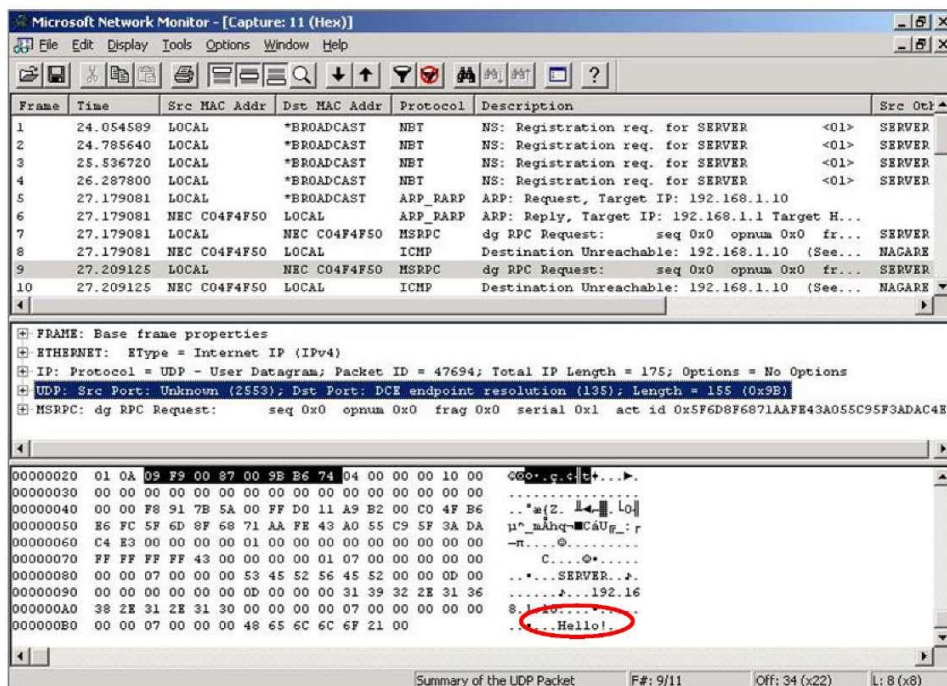 Microsoft Network Monitor - [Capture: 11 (Hex)]
File Edit Display Tools Options Window Help
Frame Time Src MAC Addr Dst MAC Addr Protocol Description Src Oth
1 24.054589 LOCAL *BROADCAST NBT NS: Registration req. for SERVER <01> SERVER
2 24.785640 LOCAL *BROADCAST NBT NS: Registration req. for SERVER <01> SERVER
3 25.536720 LOCAL *BROADCAST NBT NS: Registration req. for SERVER <01> SERVER
4 26.287800 LOCAL *BROADCAST NBT NS: Registration req. for SERVER <01> SERVER
5 27.179081 LOCAL *BROADCAST ARP_RARP ARP: Request, Target IP: 192.168.1.10
6 27.179081 NEC C04F4F50 LOCAL ARP_RARP ARP: Reply, Target IP: 192.168.1.1 Target H...
7 27.179081 LOCAL NEC C04F4F50 MSRPC dg RPC Request: seq 0x0 opnum 0x0 fr... SERVER
8 27.179081 NEC C04F4F50 LOCAL ICMP Destination Unreachable: 192.168.1.10 (See... NAGARE
9 27.209125 LOCAL NEC C04F4F50 MSRPC dg RPC Request: seq 0x0 opnum 0x0 fr... SERVER
10 27.209125 NEC C04F4F50 LOCAL ICMP Destination Unreachable: 192.168.1.10 (See... NAGARE
FRAME: Base frame properties
ETHERNET: EType = Internet IP (IPv4)
IP: Protocol = UDP - User Datagram; Packet ID = 47694; Total IP Length = 175; Options = No Options
UDP: Src Port: Unknown (2553); Dst Port: DCE endpoint resolution (135); Length = 155 (0x9B)
MSRPC: dg RPC Request: seq 0x0 opnum 0x0 frag 0x0 serial 0x1 act id 0x5F6D8F6871AAFE43A055C95F3ADAC4E
00000020 01 0A 09 F9 00 87 00 9B B6 74 04 00 00 00 10 00
00000030 00 00 00 00 00 00 00 00 00 00 00 00 00 00 00 00 ................
00000040 00 00 F8 91 7B 5A 00 FF D0 11 A9 B2 00 C0 4F B6
00000050 E6 FC 5F 6D 8F 68 71 AA FE 43 A0 55 C9 5F 3A DA
00000060 C4 E3 00 00 00 00 01 00 00 00 00 00 00 00 00 00
00000070 FF FF FF FF 43 00 00 00 00 01 07 00 00 00 00 00
00000080 00 00 07 00 00 00 53 45 52 56 45 52 00 00 0D 00 ..•...SERVER..♪.
00000090 00 00 00 00 00 00 0D 00 00 00 31 39 32 2E 31 36 ......♪...192.16
000000A0 38 2E 31 2E 31 30 00 00 00 00 07 00 00 00 00 00 8.1.10....•.....
000000B0 00 00 07 00 00 00 48 65 6C 6C 6F 21 00 ..•...Hello!.
Summary of the UDP Packet F#: 9/11 Off: 34 (x22) L: 8 (x8)